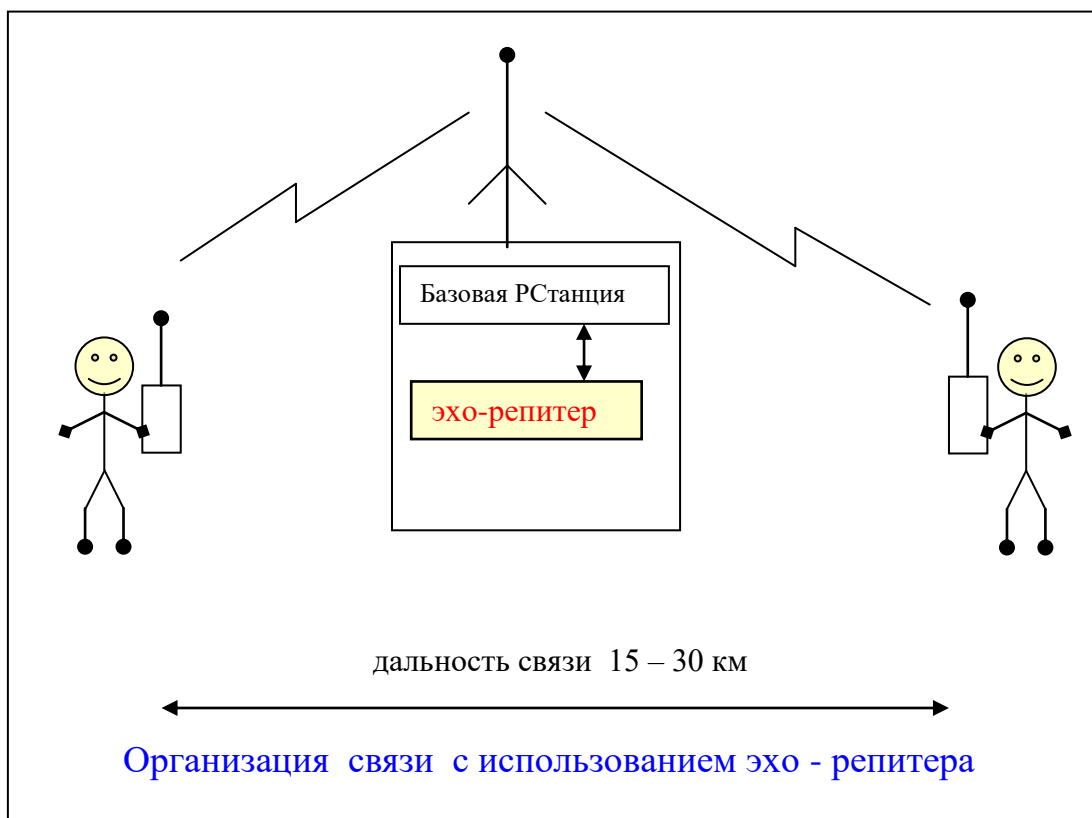 Базовая РСтанция
эхо-репитер
дальность связи 15 – 30 км
Организация связи с использованием эхо - репитера